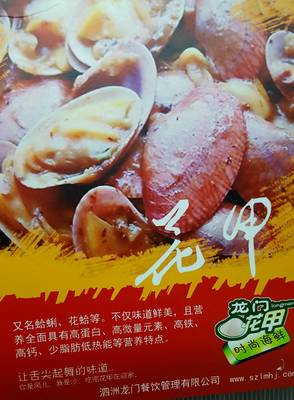 花甲
又名蛤蜊、花蛤等。不仅味道鲜美，且营
养全面具有高蛋白、高微量元素、高铁、
高钙、少脂肪低热能等营养特点。
让舌尖起舞的味道
龙门
longmen
花甲
时尚海鲜
泗洲龙门餐饮管理有限公司
www.szlmhj.